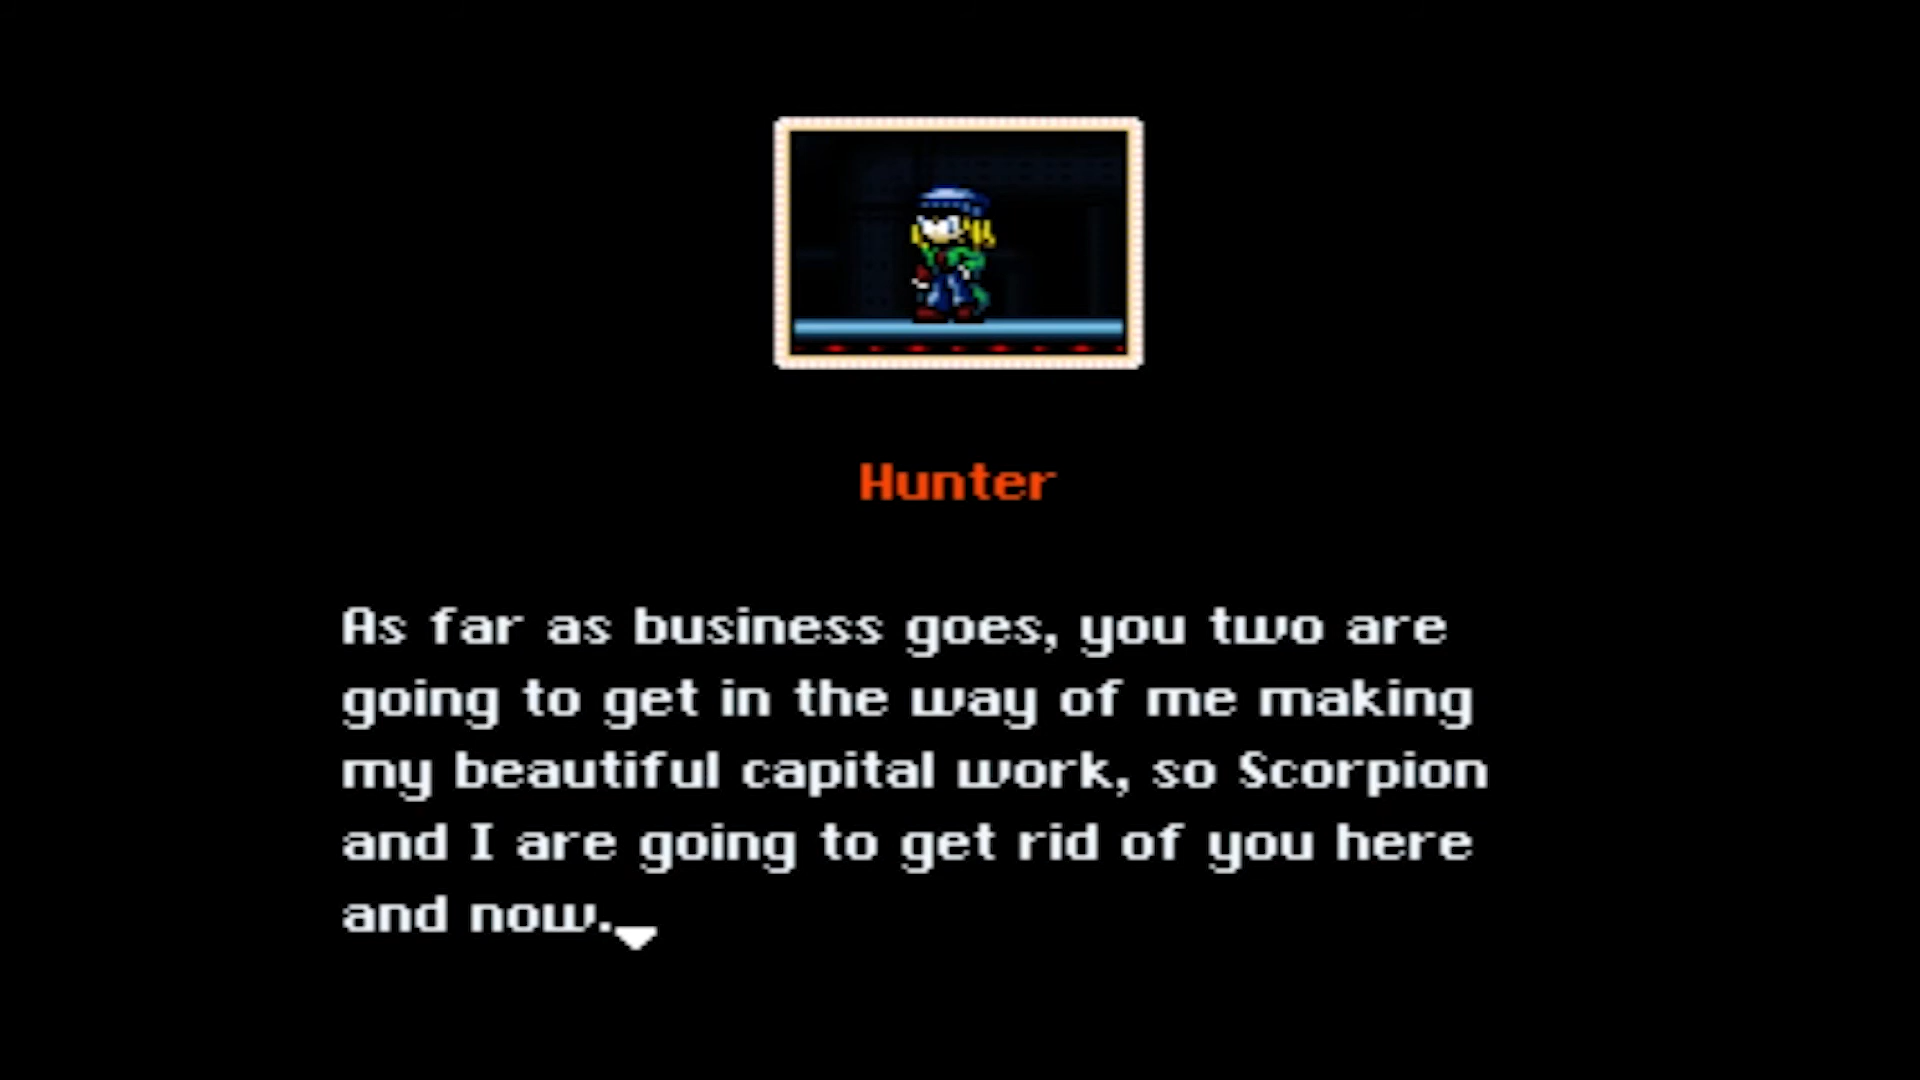 Hunter
As far as business goes, you two are
going to get in the way of me making
my beautiful capital work, so Scorpion
and I are going to get rid of you here
and now.